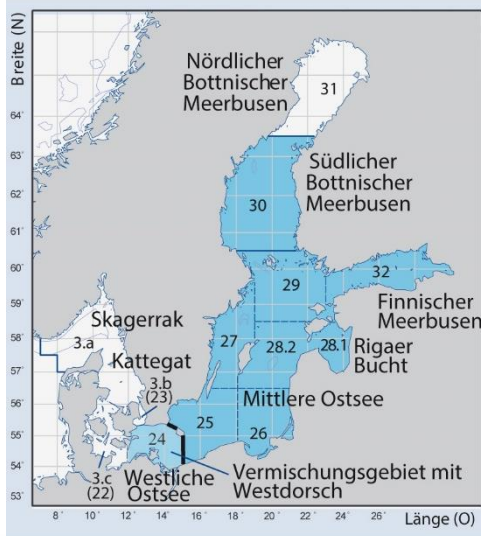 Breite (N)
Nördlicher
Bottnischer
Meerbusen
31
64˚
63˚
62˚
61˚
60˚
59˚
58˚
57˚
56˚
55˚
54˚
53˚
Südlicher
Bottnischer
Meerbusen
30
29
32
Finnischer
Meerbusen
Skagerrak
3.a
27
28.2
28.1
Rigaer
Bucht
Kattegat
3.b
(23)
Mittlere Ostsee
25
26
24
3.c
(22)
Westliche
Ostsee
Vermischungsgebiet mit
Westdorsch
8˚ 10˚ 12˚ 14˚ 16˚ 18˚ 20˚ 22˚ 24˚ 26˚ Länge (O)